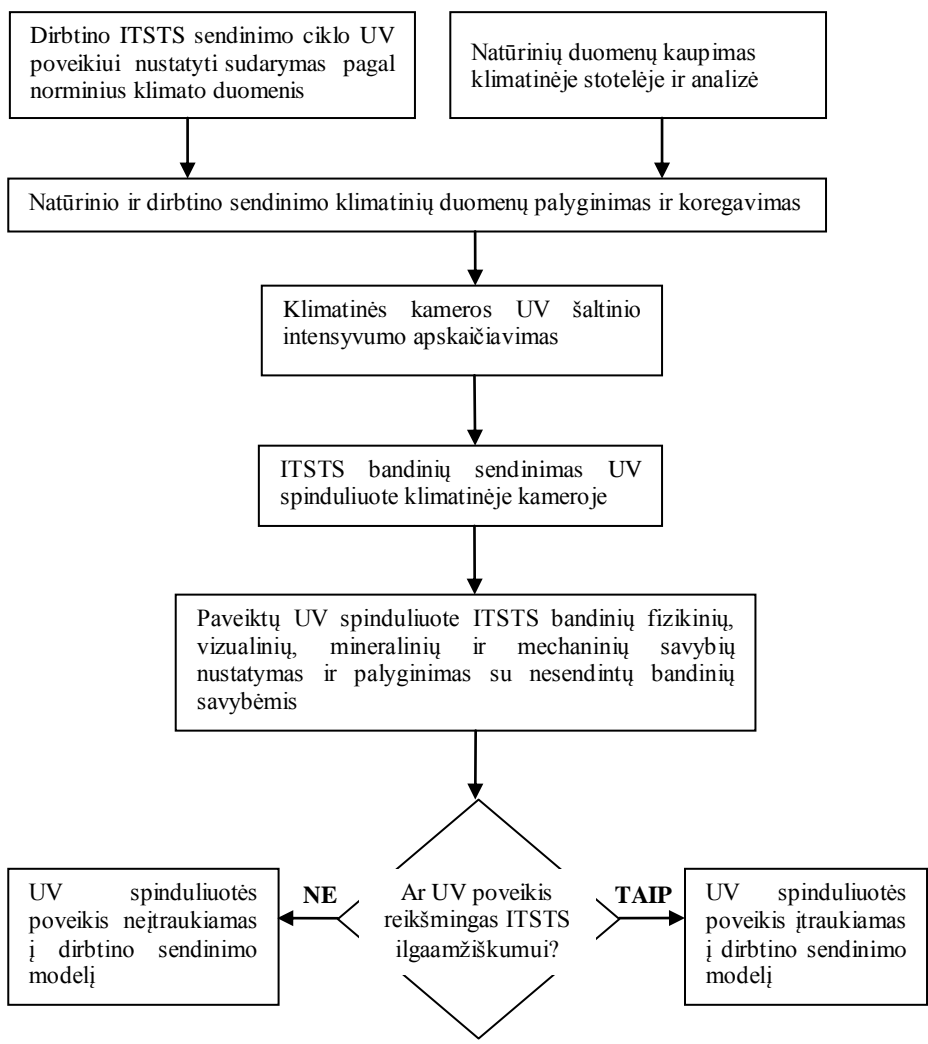 Dirbtino ITSTS sendinimo ciklo UV
poveikiui nustatyti sudarymas pagal
norminius klimato duomenis
Natūrinių duomenų kaupimas
klimatinėje stotelėje ir analizė
Natūrinio ir dirbtino sendinimo klimatinių duomenų palyginimas ir koregavimas
Klimatinės kameros UV šaltinio
intensyvumo apskaičiavimas
ITSTS bandinių sendinimas UV
spinduliuote klimatinėje kameroje
Paveiktų UV spinduliuote ITSTS bandinių fizikinių,
vizualinių, mineralinių ir mechaninių savybių
nustatymas ir palyginimas su nesendintų bandinių
savybėmis
UV spinduliuotės
poveikis neįtraukiamas
į dirbtino sendinimo
modelį
NE
Ar UV poveikis
reikšmingas ITSTS
ilgaamžiškumui?
TAIP
UV spinduliuotės
poveikis įtraukiamas
į dirbtino sendinimo
modelį